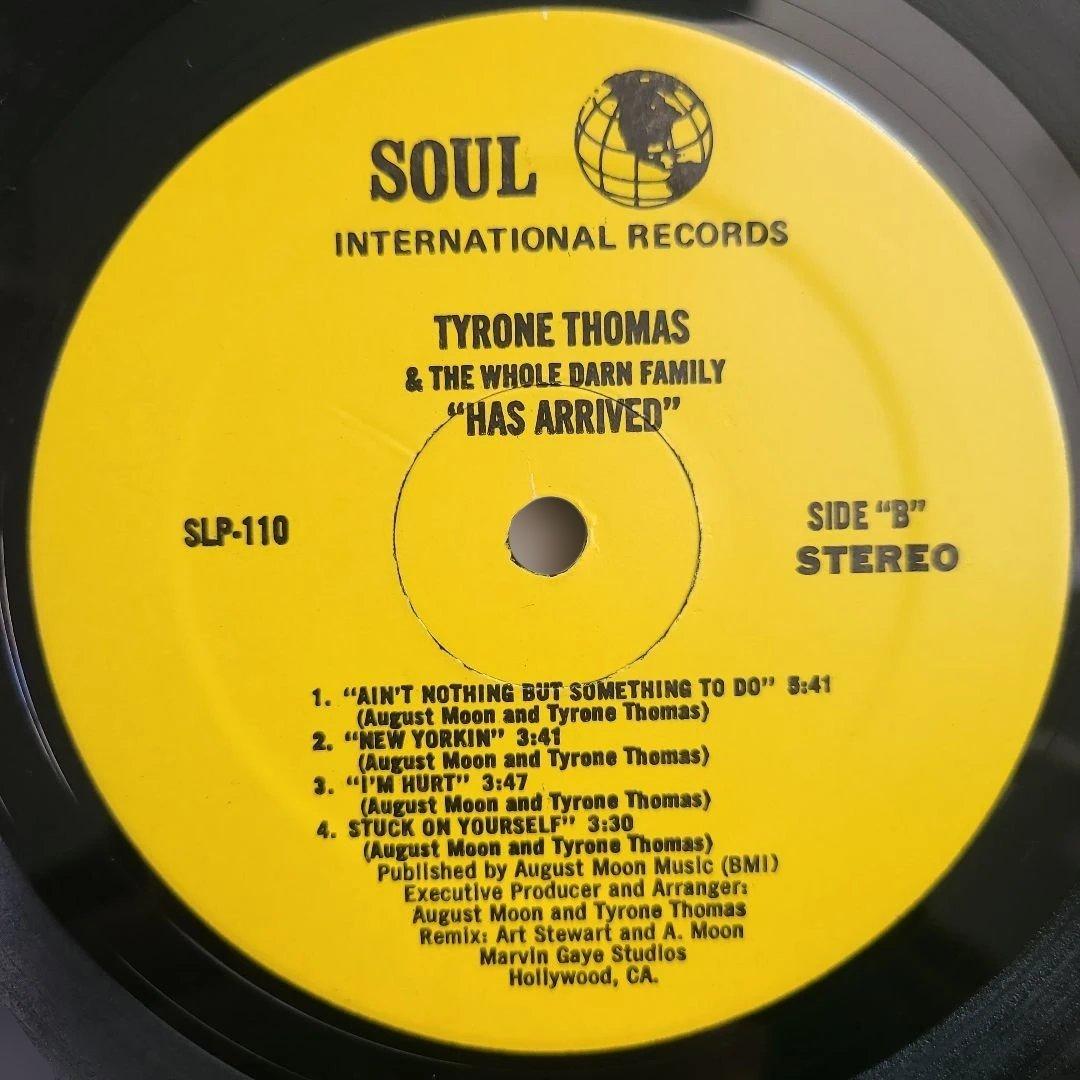 SOUL
INTERNATIONAL RECORDS
TYRONE THOMAS
& THE WHOLE DARN FAMILY
“HAS ARRIVED”
SLP-110
SIDE “B”
STEREO
1. “AIN'T NOTHING BUT SOMETHING TO DO” 5:41
(August Moon and Tyrone Thomas)
2. “NEW YORKIN” 3:41
(August Moon and Tyrone Thomas)
3. “I'M HURT” 3:47
(August Moon and Tyrone Thomas)
4. STUCK ON YOURSELF” 3:30
(August Moon and Tyrone Thomas)
Published by August Moon Music (BMI)
Executive Producer and Arranger:
August Moon and Tyrone Thomas
Remix: Art Stewart and A. Moon
Marvin Gaye Studios
Hollywood, CA.